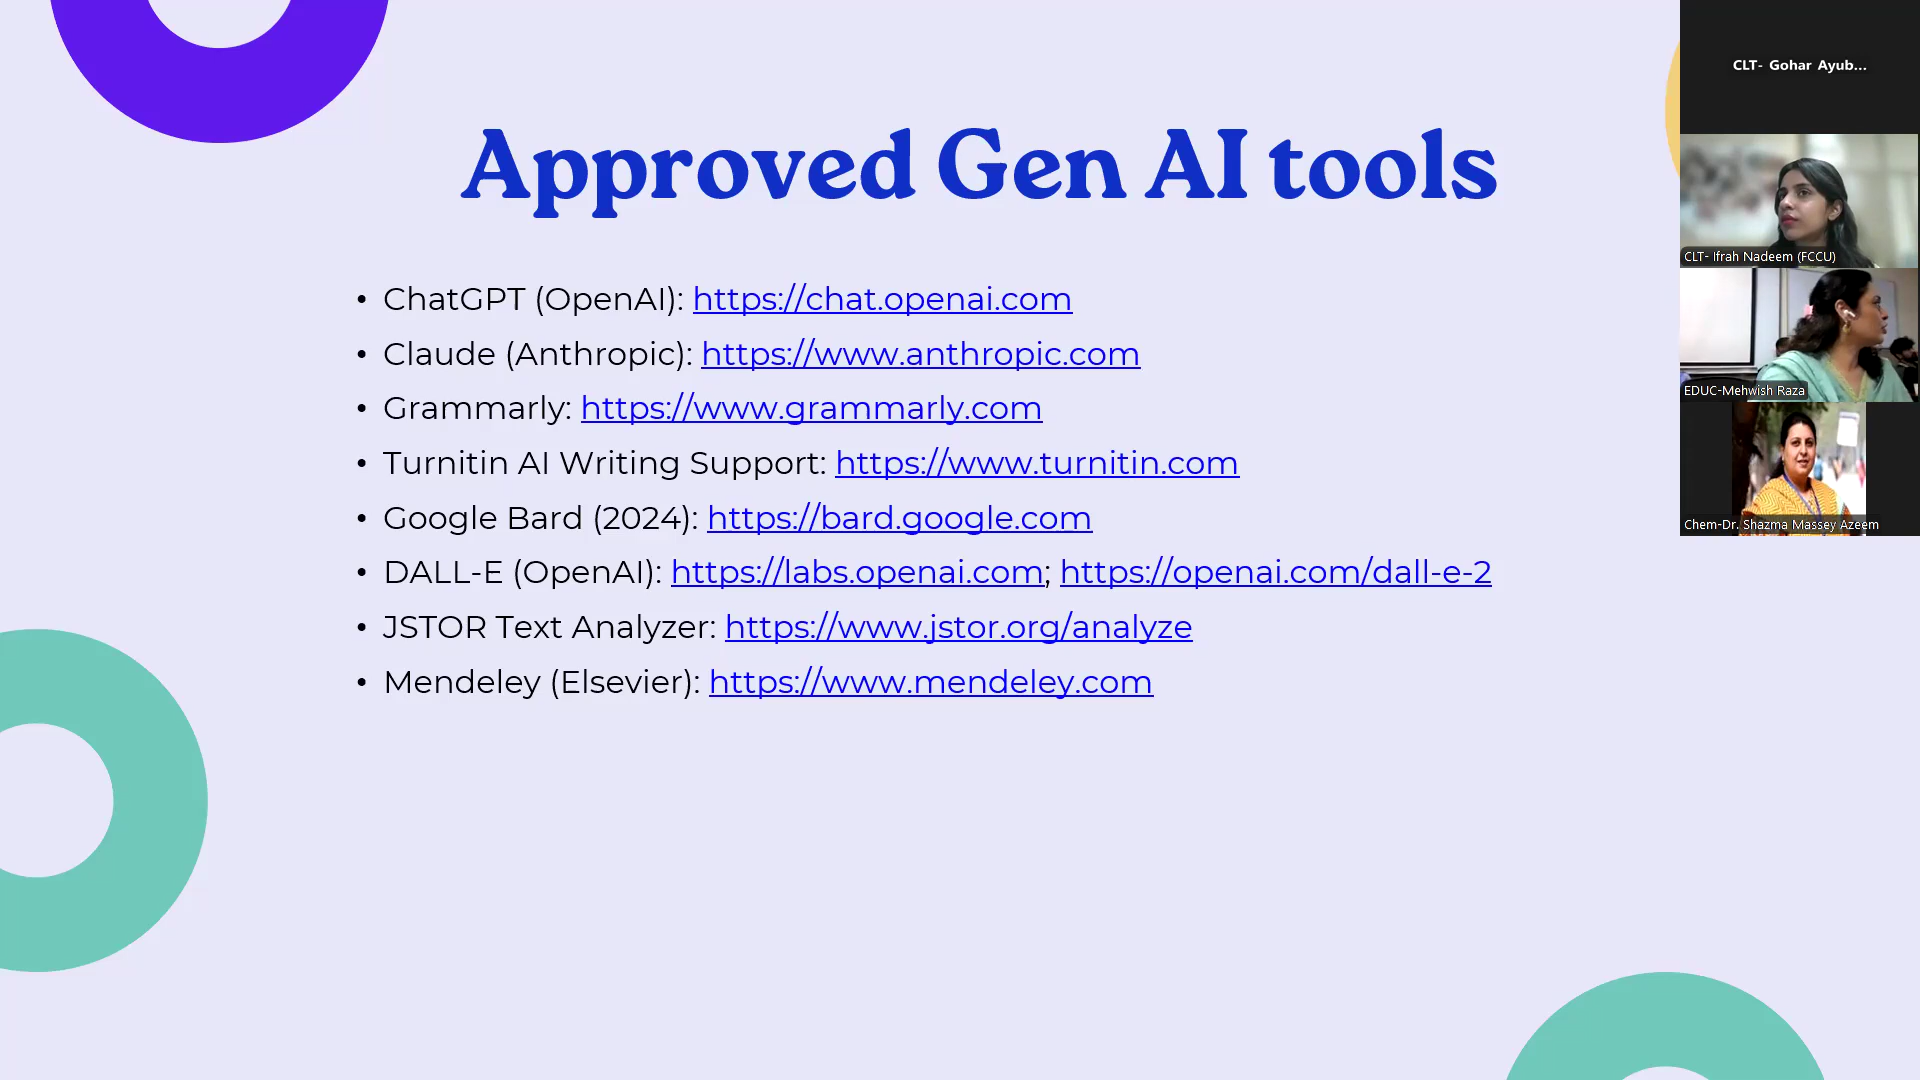 Approved Gen AI tools
• ChatGPT (OpenAI): https://chat.openai.com
• Claude (Anthropic): https://www.anthropic.com
• Grammarly: https://www.grammarly.com
• Turnitin AI Writing Support: https://www.turnitin.com
• Google Bard (2024): https://bard.google.com
• DALL-E (OpenAI): https://labs.openai.com; https://openai.com/dall-e-2
• JSTOR Text Analyzer: https://www.jstor.org/analyze
• Mendeley (Elsevier): https://www.mendeley.com
CLT- Gohar Ayub...
CLT- Ifrah Nadeem (FCCU)
EDUC-Mehwish Raza
Chem-Dr. Shazma Massey Azeem